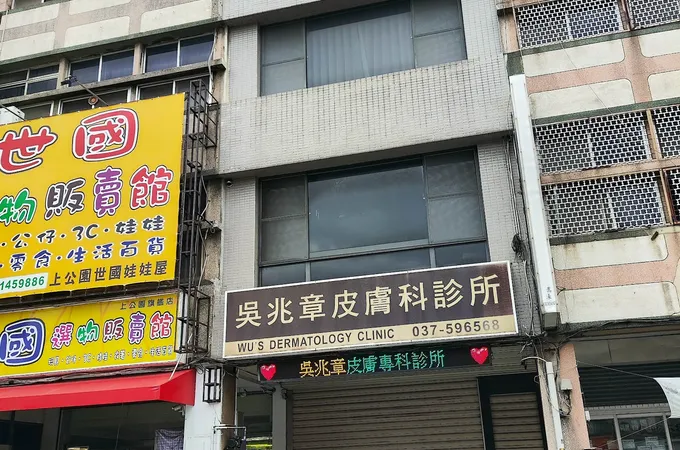 世國
物販賣館
·公仔·3C·娃娃
·零食·生活百貨
1459886 上公園世國娃娃屋
上公園旗艦店
國選物販賣館
吳兆章皮膚科診所
WU'S DERMATOLOGY CLINIC 037-596568
吳兆章皮膚專科診所